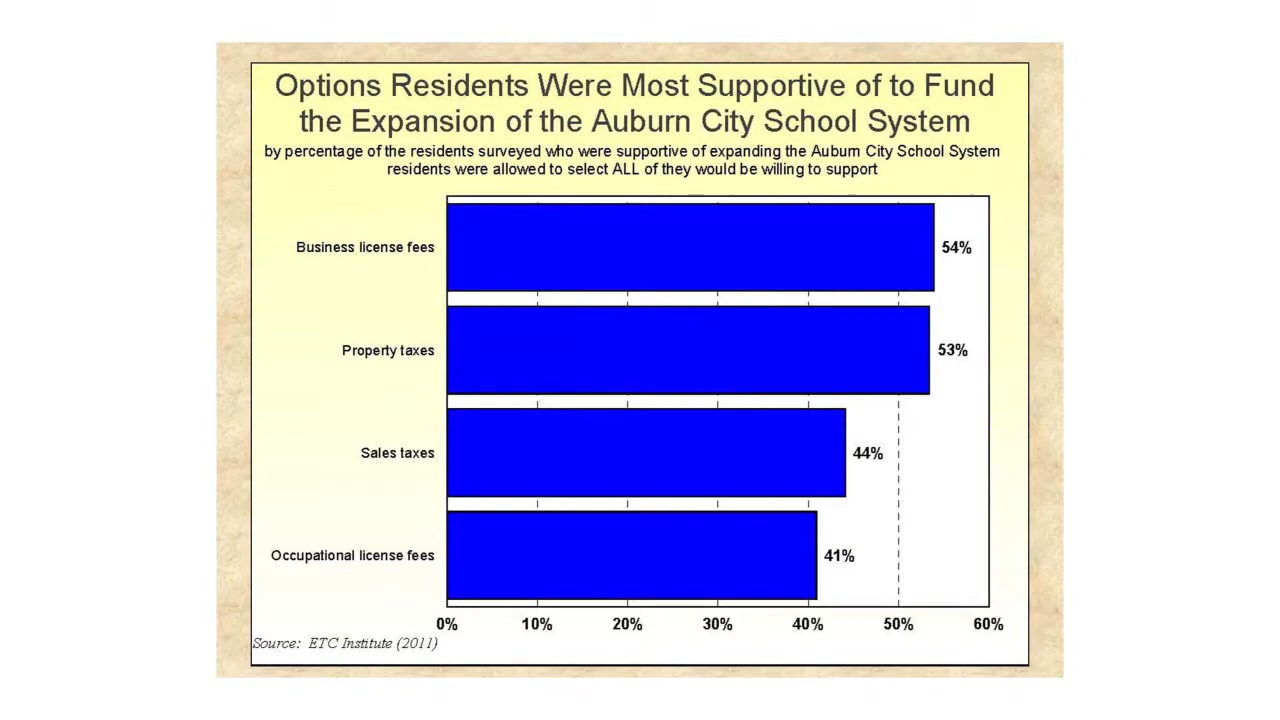 Options Residents Were Most Supportive of to Fund
the Expansion of the Auburn City School System
by percentage of the residents surveyed who were supportive of expanding the Auburn City School System
residents were allowed to select ALL of they would be willing to support
Business license fees
54%
Property taxes
53%
Sales taxes
44%
Occupational license fees
41%
0%
10%
20%
30%
40%
50%
60%
Source: ETC Institute (2011)